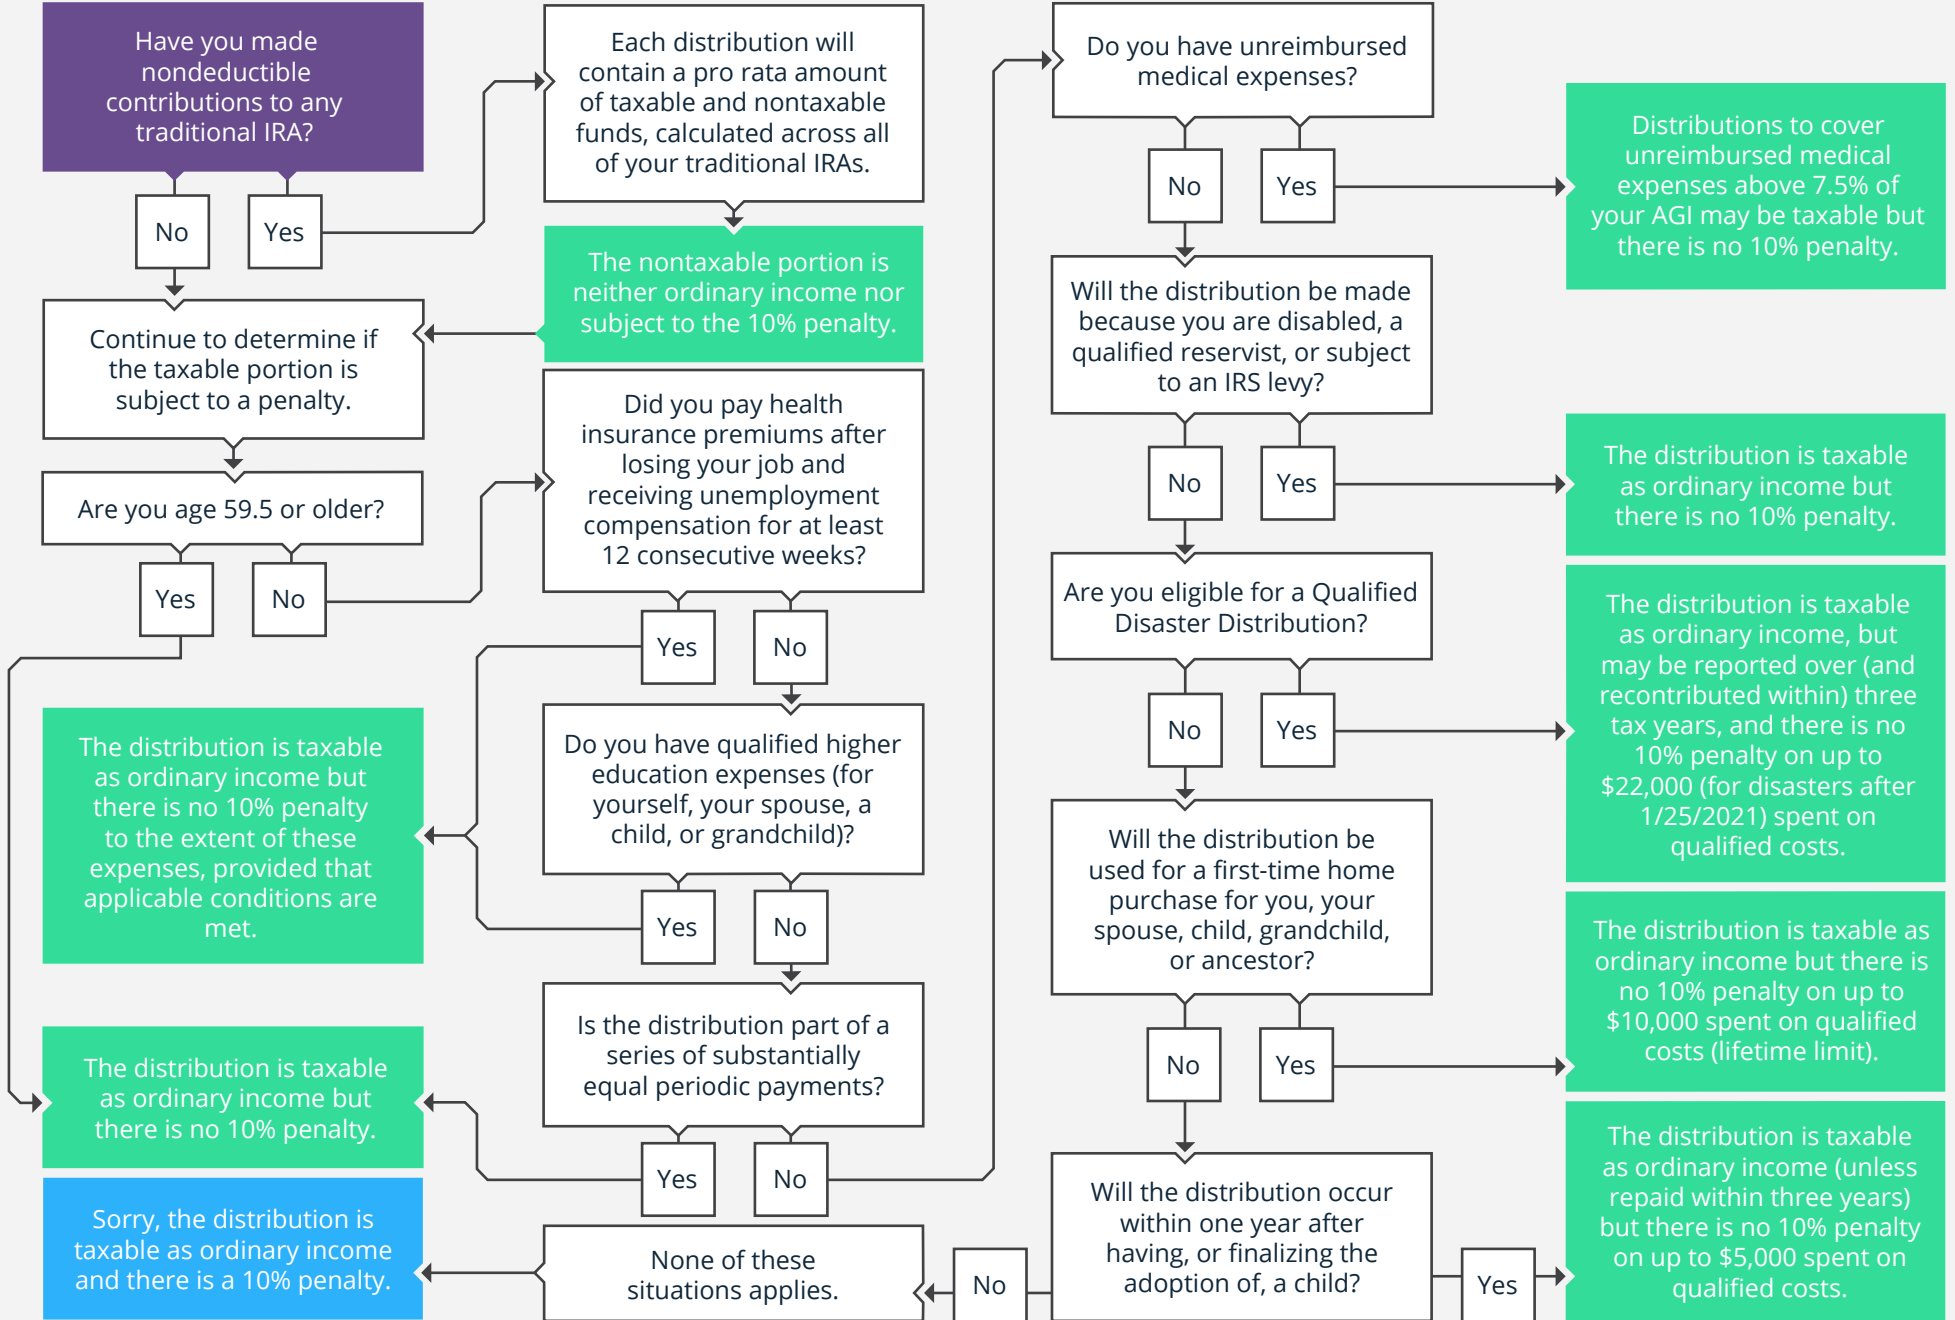 Have you made
nondeductible
contributions to any
traditional IRA?
No
Yes
Each distribution will
contain a pro rata amount
of taxable and nontaxable
funds, calculated across all
of your traditional IRAs.
The nontaxable portion is
neither ordinary income nor
subject to the 10% penalty.
Continue to determine if
the taxable portion is
subject to a penalty.
Are you age 59.5 or older?
Yes
No
The distribution is taxable
as ordinary income but
there is no 10% penalty
to the extent of these
expenses, provided that
applicable conditions are
met.
The distribution is taxable
as ordinary income but
there is no 10% penalty.
Sorry, the distribution is
taxable as ordinary income
and there is a 10% penalty.
Did you pay health
insurance premiums after
losing your job and
receiving unemployment
compensation for at least
12 consecutive weeks?
Yes
No
Do you have qualified higher
education expenses (for
yourself, your spouse, a
child, or grandchild)?
Yes
No
Is the distribution part of a
series of substantially
equal periodic payments?
Yes
No
None of these
situations applies.
Do you have unreimbursed
medical expenses?
No
Yes
Distributions to cover
unreimbursed medical
expenses above 7.5% of
your AGI may be taxable but
there is no 10% penalty.
Will the distribution be made
because you are disabled, a
qualified reservist, or subject
to an IRS levy?
No
Yes
The distribution is taxable
as ordinary income but
there is no 10% penalty.
Are you eligible for a Qualified
Disaster Distribution?
No
Yes
The distribution is taxable
as ordinary income, but
may be reported over (and
recontributed within) three
tax years, and there is no
10% penalty on up to
$22,000 (for disasters after
1/25/2021) spent on
qualified costs.
Will the distribution be
used for a first-time home
purchase for you, your
spouse, child, grandchild,
or ancestor?
No
Yes
The distribution is taxable as
ordinary income but there is
no 10% penalty on up to
$10,000 spent on qualified
costs (lifetime limit).
Will the distribution occur
within one year after
having, or finalizing the
adoption of, a child?
No
Yes
The distribution is taxable
as ordinary income (unless
repaid within three years)
but there is no 10% penalty
on up to $5,000 spent on
qualified costs.